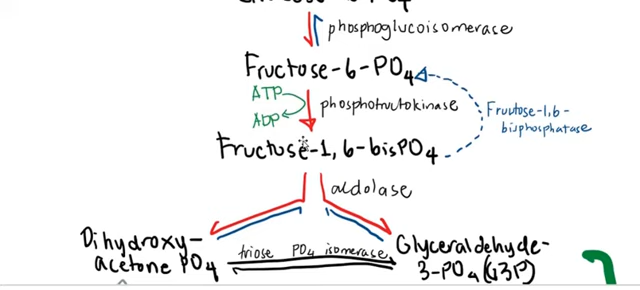 phosphoglucoisomerase
Fructose-6-PO4
ATP
ADP
phosphofructokinase
Fructose-1,6-
bisphosphatase
Fructose-1,6-bisPO4
aldolase
Dihydroxy-
acetone PO4
triose PO4 isomerase
Glyceraldehyde-
3-PO4 (G3P)